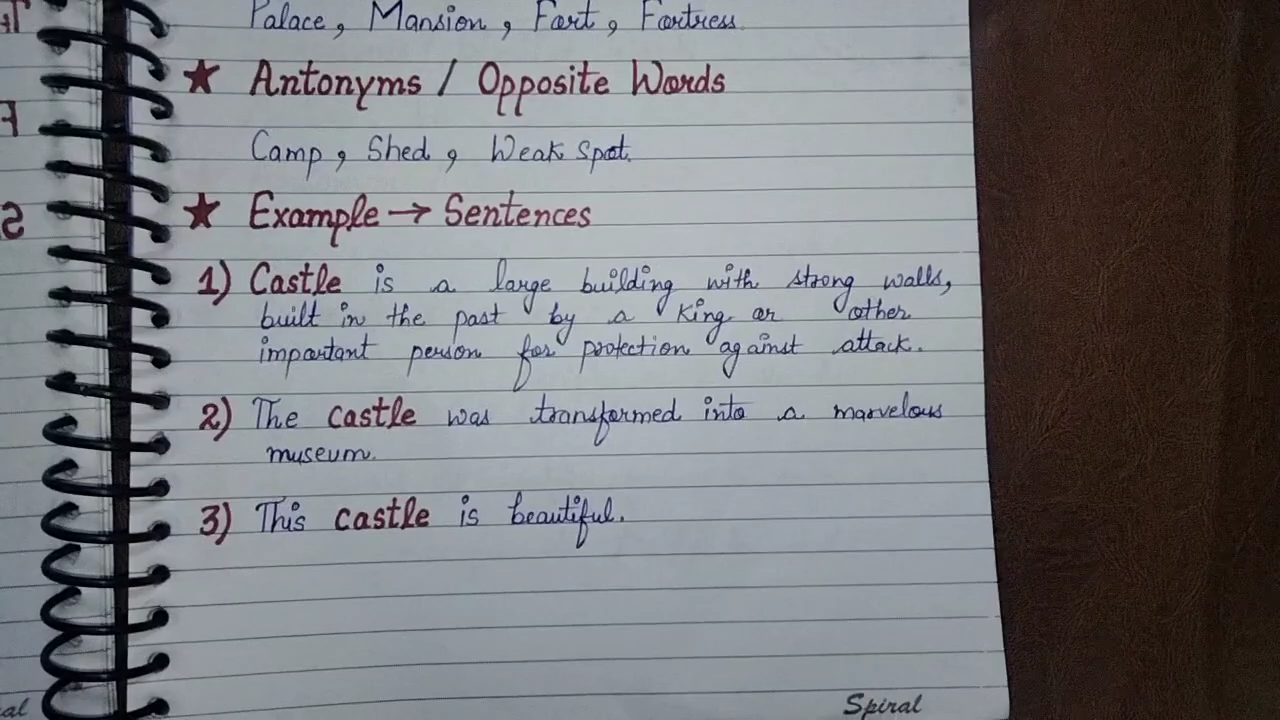 Palace, Mansion, Fort, Fortress.
★ Antonyms / Opposite Words
Camp, Shed, Weak Spot.
★ Example → Sentences
1) Castle is a large building with strong walls,
built in the past by a King or other
important person for protection against attack.
2) The castle was transformed into a marvelous
museum.
3) This castle is beautiful.
Spiral